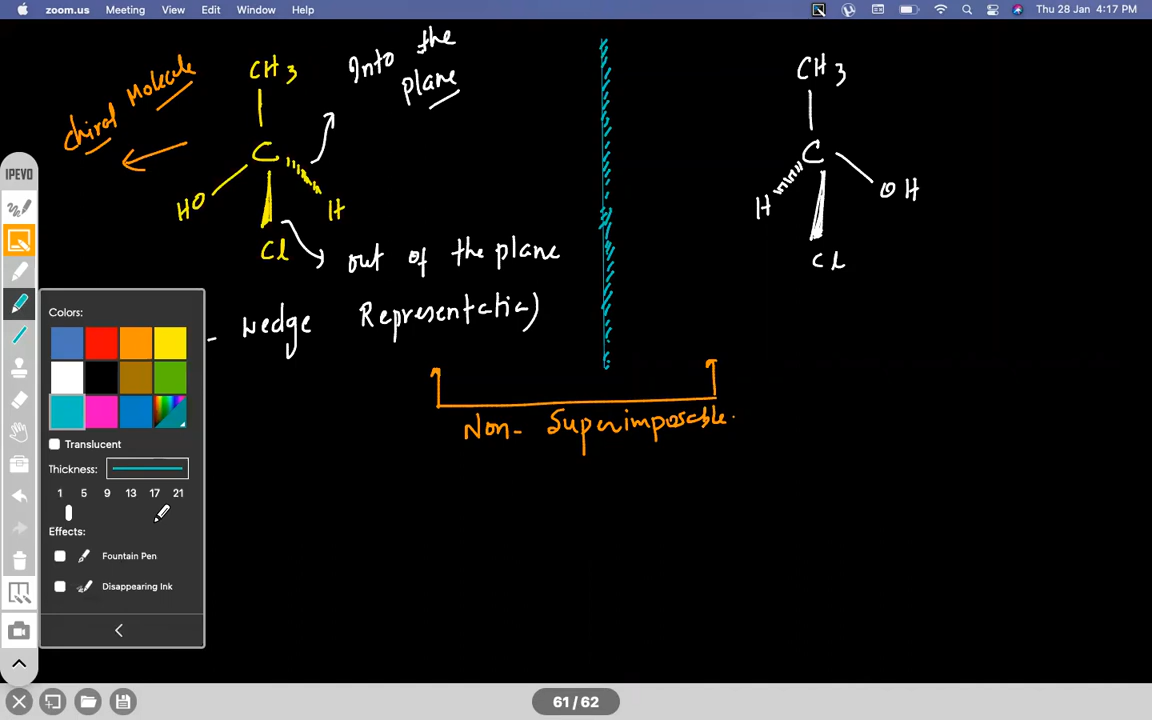 zoom.us Meeting View Edit Window Help Thu 28 Jan 4:17 PM
chiral Molecule
CH3
C
HO
H
Cl
Into the
plane
out of the plane
- Wedge Representatio)
CH3
C
H
OH
Cl
Non- Superimposable.
IPEVO
Colors:
Translucent
Thickness:
1 5 9 13 17 21
Effects:
Fountain Pen
Disappearing Ink
61/62